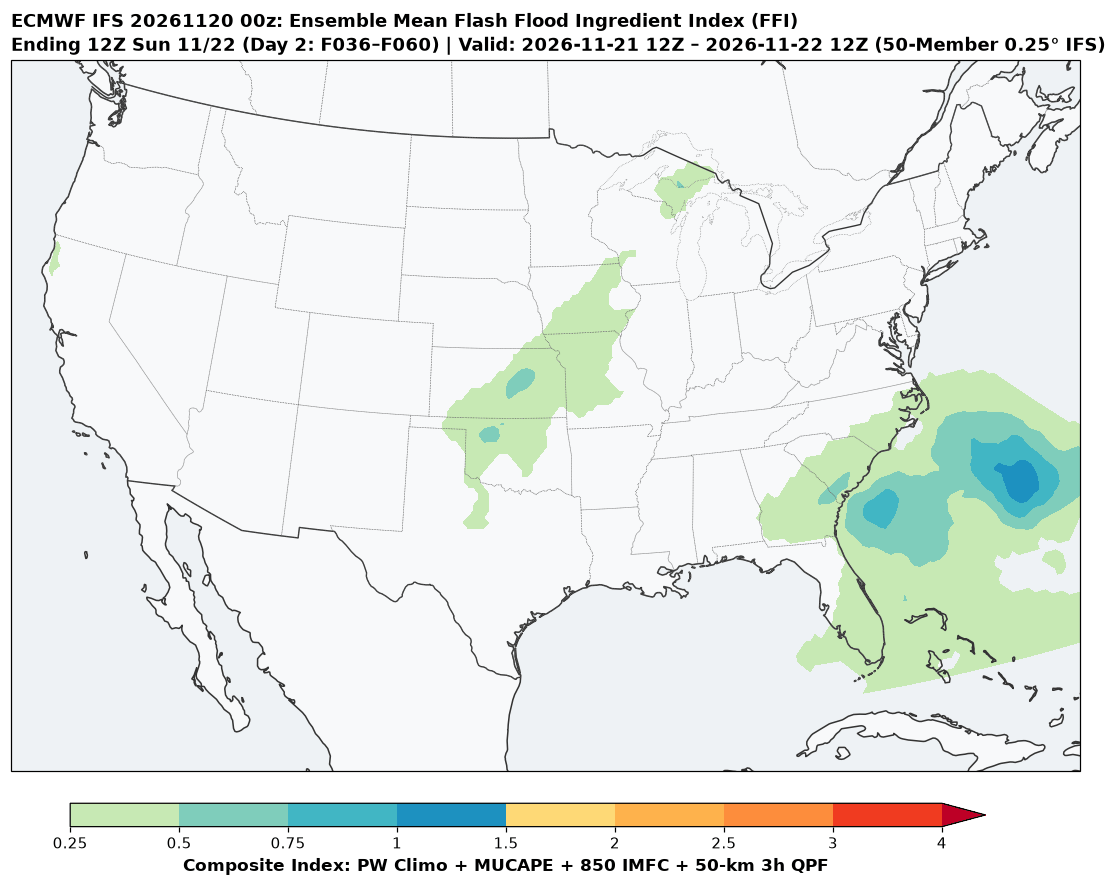 ECMWF IFS 20261120 00z: Ensemble Mean Flash Flood Ingredient Index (FFI)
Ending 12Z Sun 11/22 (Day 2: F036–F060) | Valid: 2026-11-21 12Z – 2026-11-22 12Z (50-Member 0.25° IFS)
0.25 0.5 0.75 1 1.5 2 2.5 3 4
Composite Index: PW Climo + MUCAPE + 850 IMFC + 50-km 3h QPF